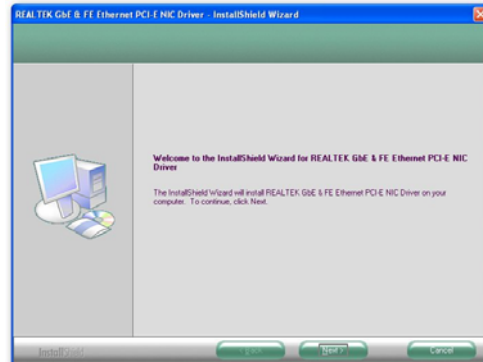 REALTEK GbE & FE Ethernet PCI-E NIC Driver - InstallShield Wizard
Welcome to the InstallShield Wizard for REALTEK GbE & FE Ethernet PCI-E NIC
Driver
The InstallShield Wizard will install REALTEK GbE & FE Ethernet PCI-E NIC Driver on your
computer. To continue, click Next.
InstallShield
< Back
Next >
Cancel